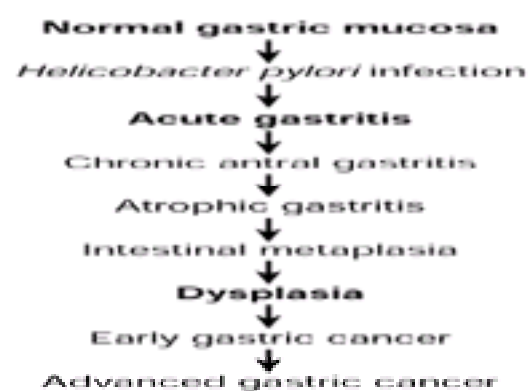 Normal gastric mucosa
Helicobacter pylori infection
Acute gastritis
Chronic antral gastritis
Atrophic gastritis
Intestinal metaplasia
Dysplasia
Early gastric cancer
Advanced gastric cancer